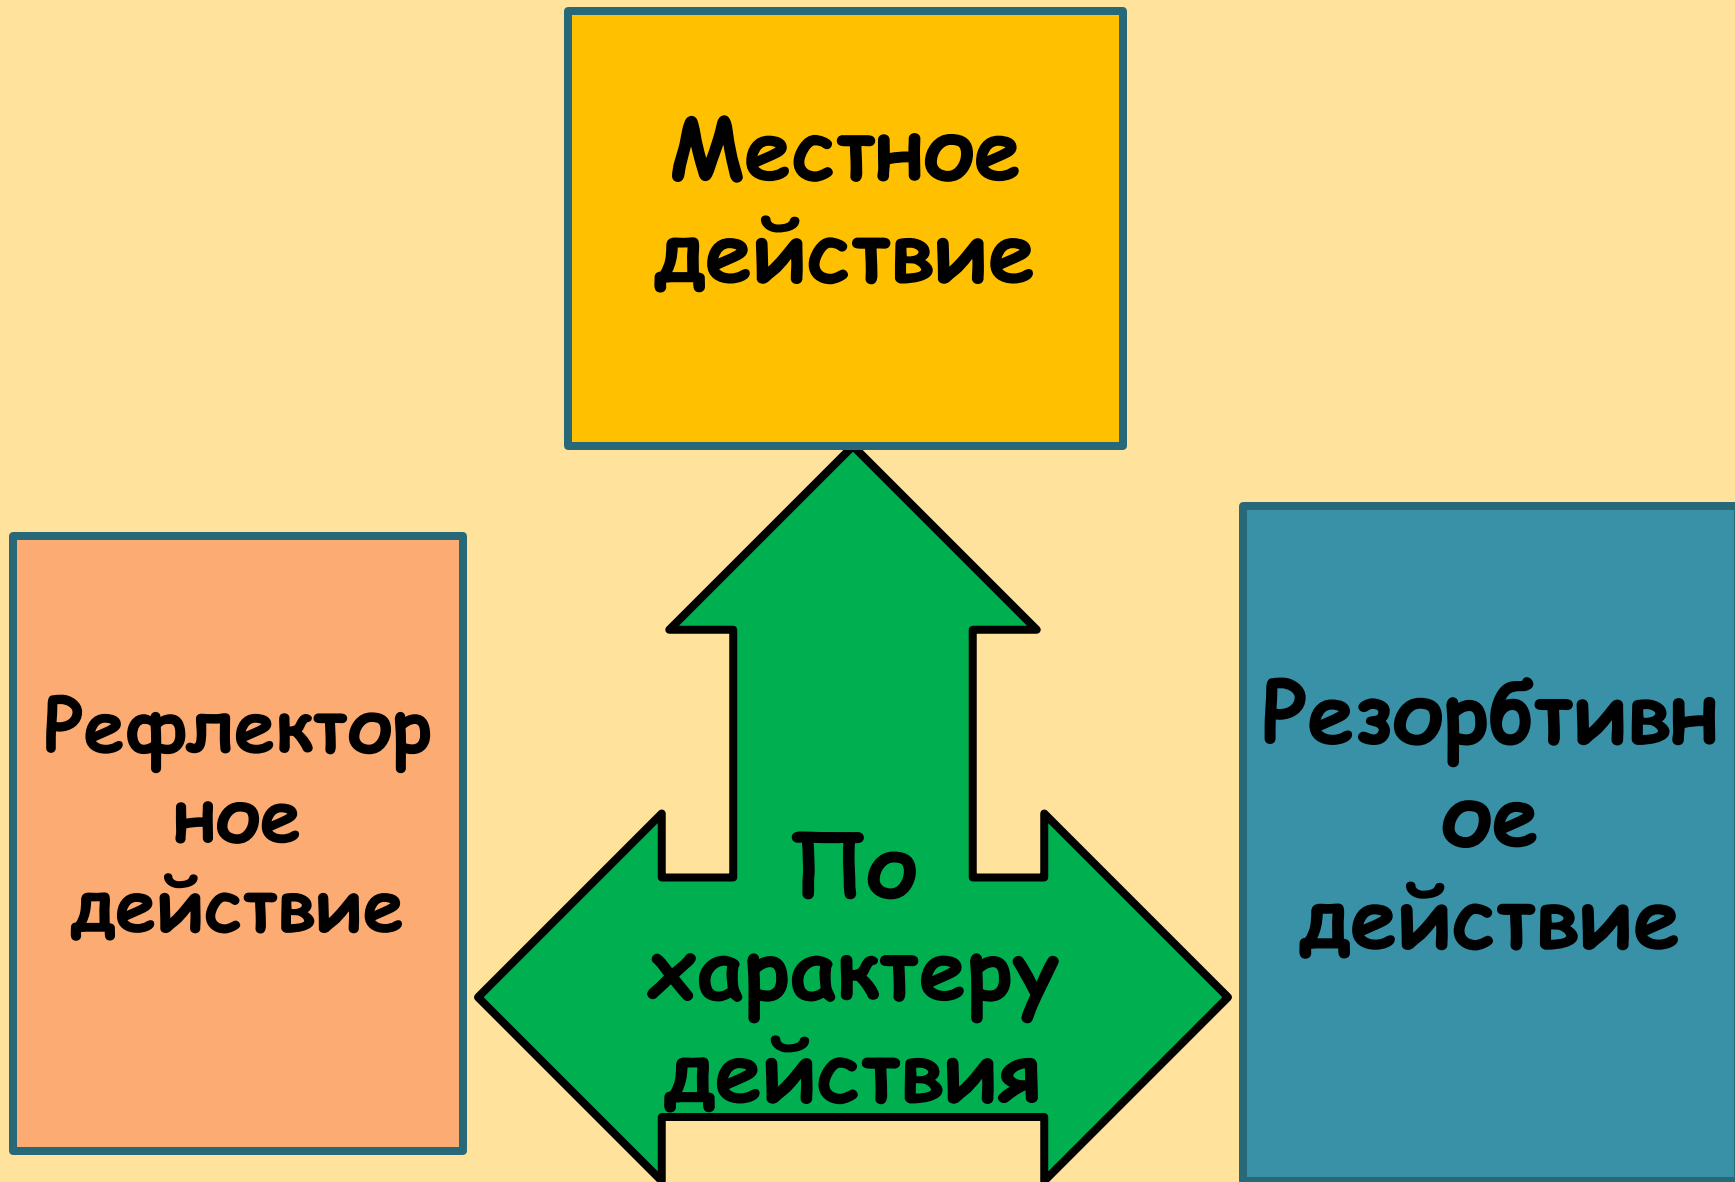 Местное
действие
Рефлектор
ное
действие
По
характеру
действия
Резорбтивн
ое
действие